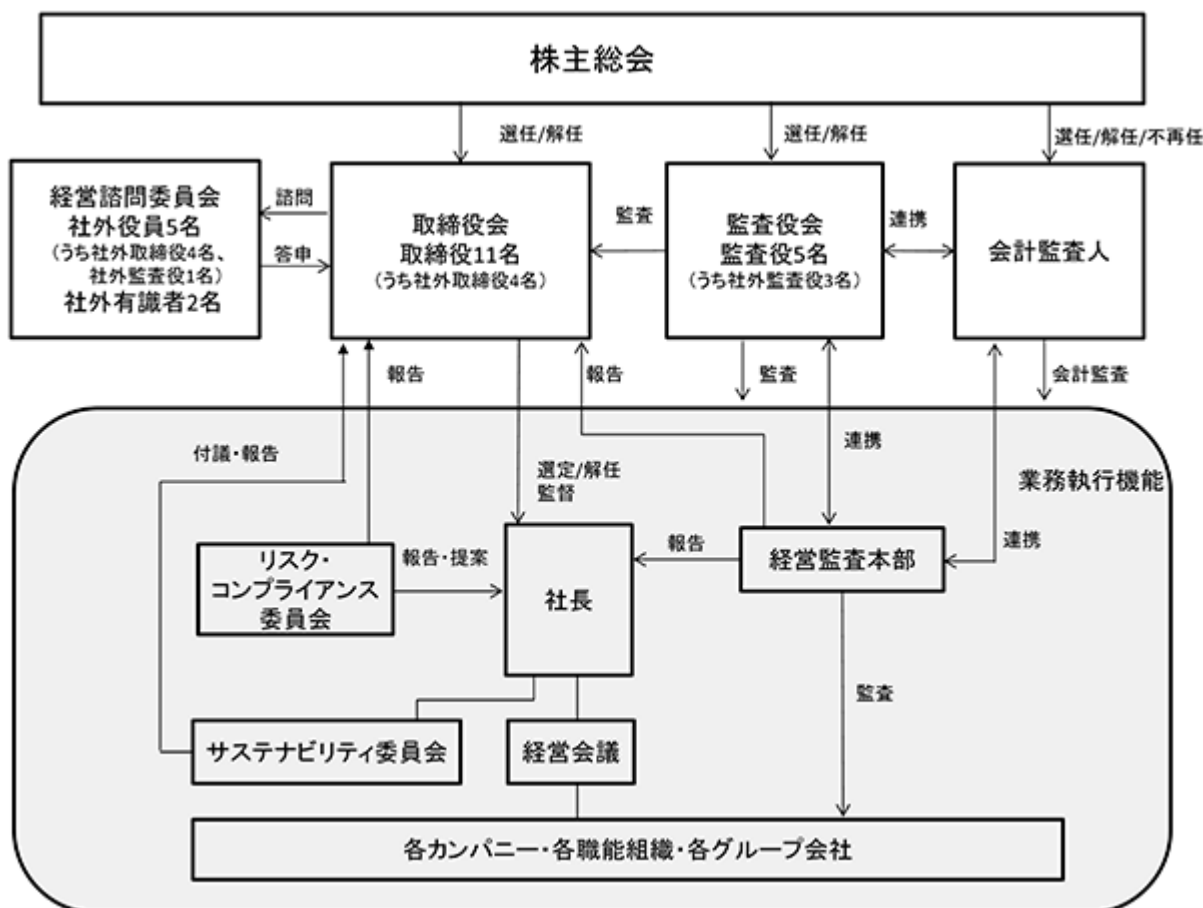 株主総会
選任/解任
選任/解任
選任/解任/不再任
経営諮問委員会
社外役員5名
(うち社外取締役4名、
社外監査役1名)
社外有識者2名
諮問
答申
取締役会
取締役11名
(うち社外取締役4名)
監査
監査役会
監査役5名
(うち社外監査役3名)
連携
会計監査人
報告
報告
監査
会計監査
付議・報告
選定/解任
監督
連携
業務執行機能
リスク・
コンプライアンス
委員会
報告・提案
社長
報告
経営監査本部
連携
監査
サステナビリティ委員会
経営会議
各カンパニー・各職能組織・各グループ会社